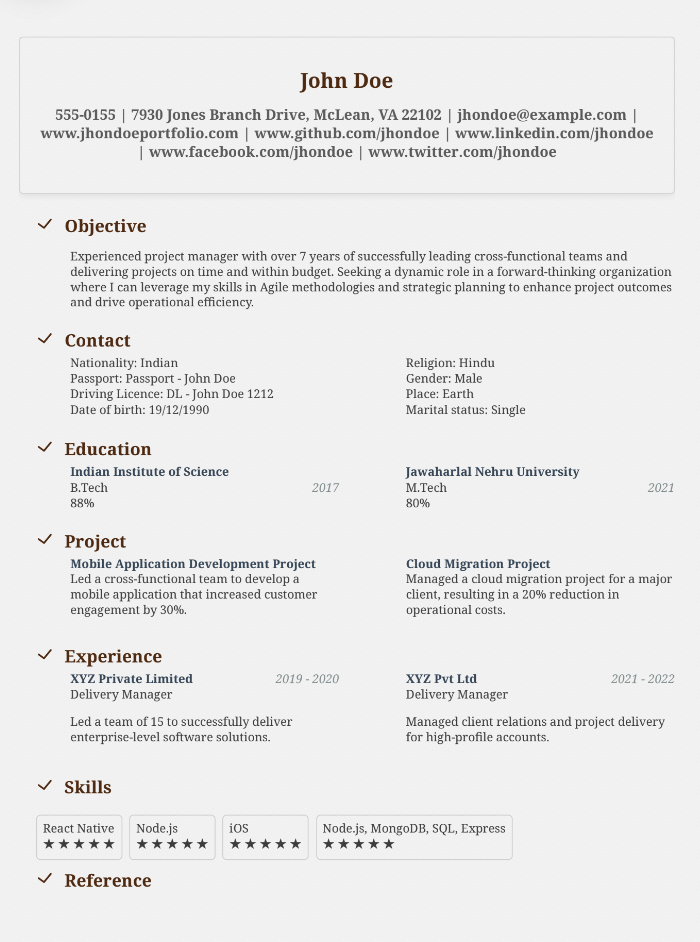 John Doe
555-0155 | 7930 Jones Branch Drive, McLean, VA 22102 | jhondoe@example.com |
www.jhondoeportfolio.com | www.github.com/jhondoe | www.linkedin.com/jhondoe
| www.facebook.com/jhondoe | www.twitter.com/jhondoe
Objective
Experienced project manager with over 7 years of successfully leading cross-functional teams and
delivering projects on time and within budget. Seeking a dynamic role in a forward-thinking organization
where I can leverage my skills in Agile methodologies and strategic planning to enhance project outcomes
and drive operational efficiency.
Contact
Nationality: Indian
Passport: Passport - John Doe
Driving Licence: DL - John Doe 1212
Date of birth: 19/12/1990
Religion: Hindu
Gender: Male
Place: Earth
Marital status: Single
Education
Indian Institute of Science
B.Tech 2017
88%
Jawaharlal Nehru University
M.Tech 2021
80%
Project
Mobile Application Development Project
Led a cross-functional team to develop a
mobile application that increased customer
engagement by 30%.
Cloud Migration Project
Managed a cloud migration project for a major
client, resulting in a 20% reduction in
operational costs.
Experience
XYZ Private Limited 2019 - 2020
Delivery Manager
Led a team of 15 to successfully deliver
enterprise-level software solutions.
XYZ Pvt Ltd 2021 - 2022
Delivery Manager
Managed client relations and project delivery
for high-profile accounts.
Skills
React Native
★★★★★
Node.js
★★★★★
iOS
★★★★★
Node.js, MongoDB, SQL, Express
★★★★★
Reference